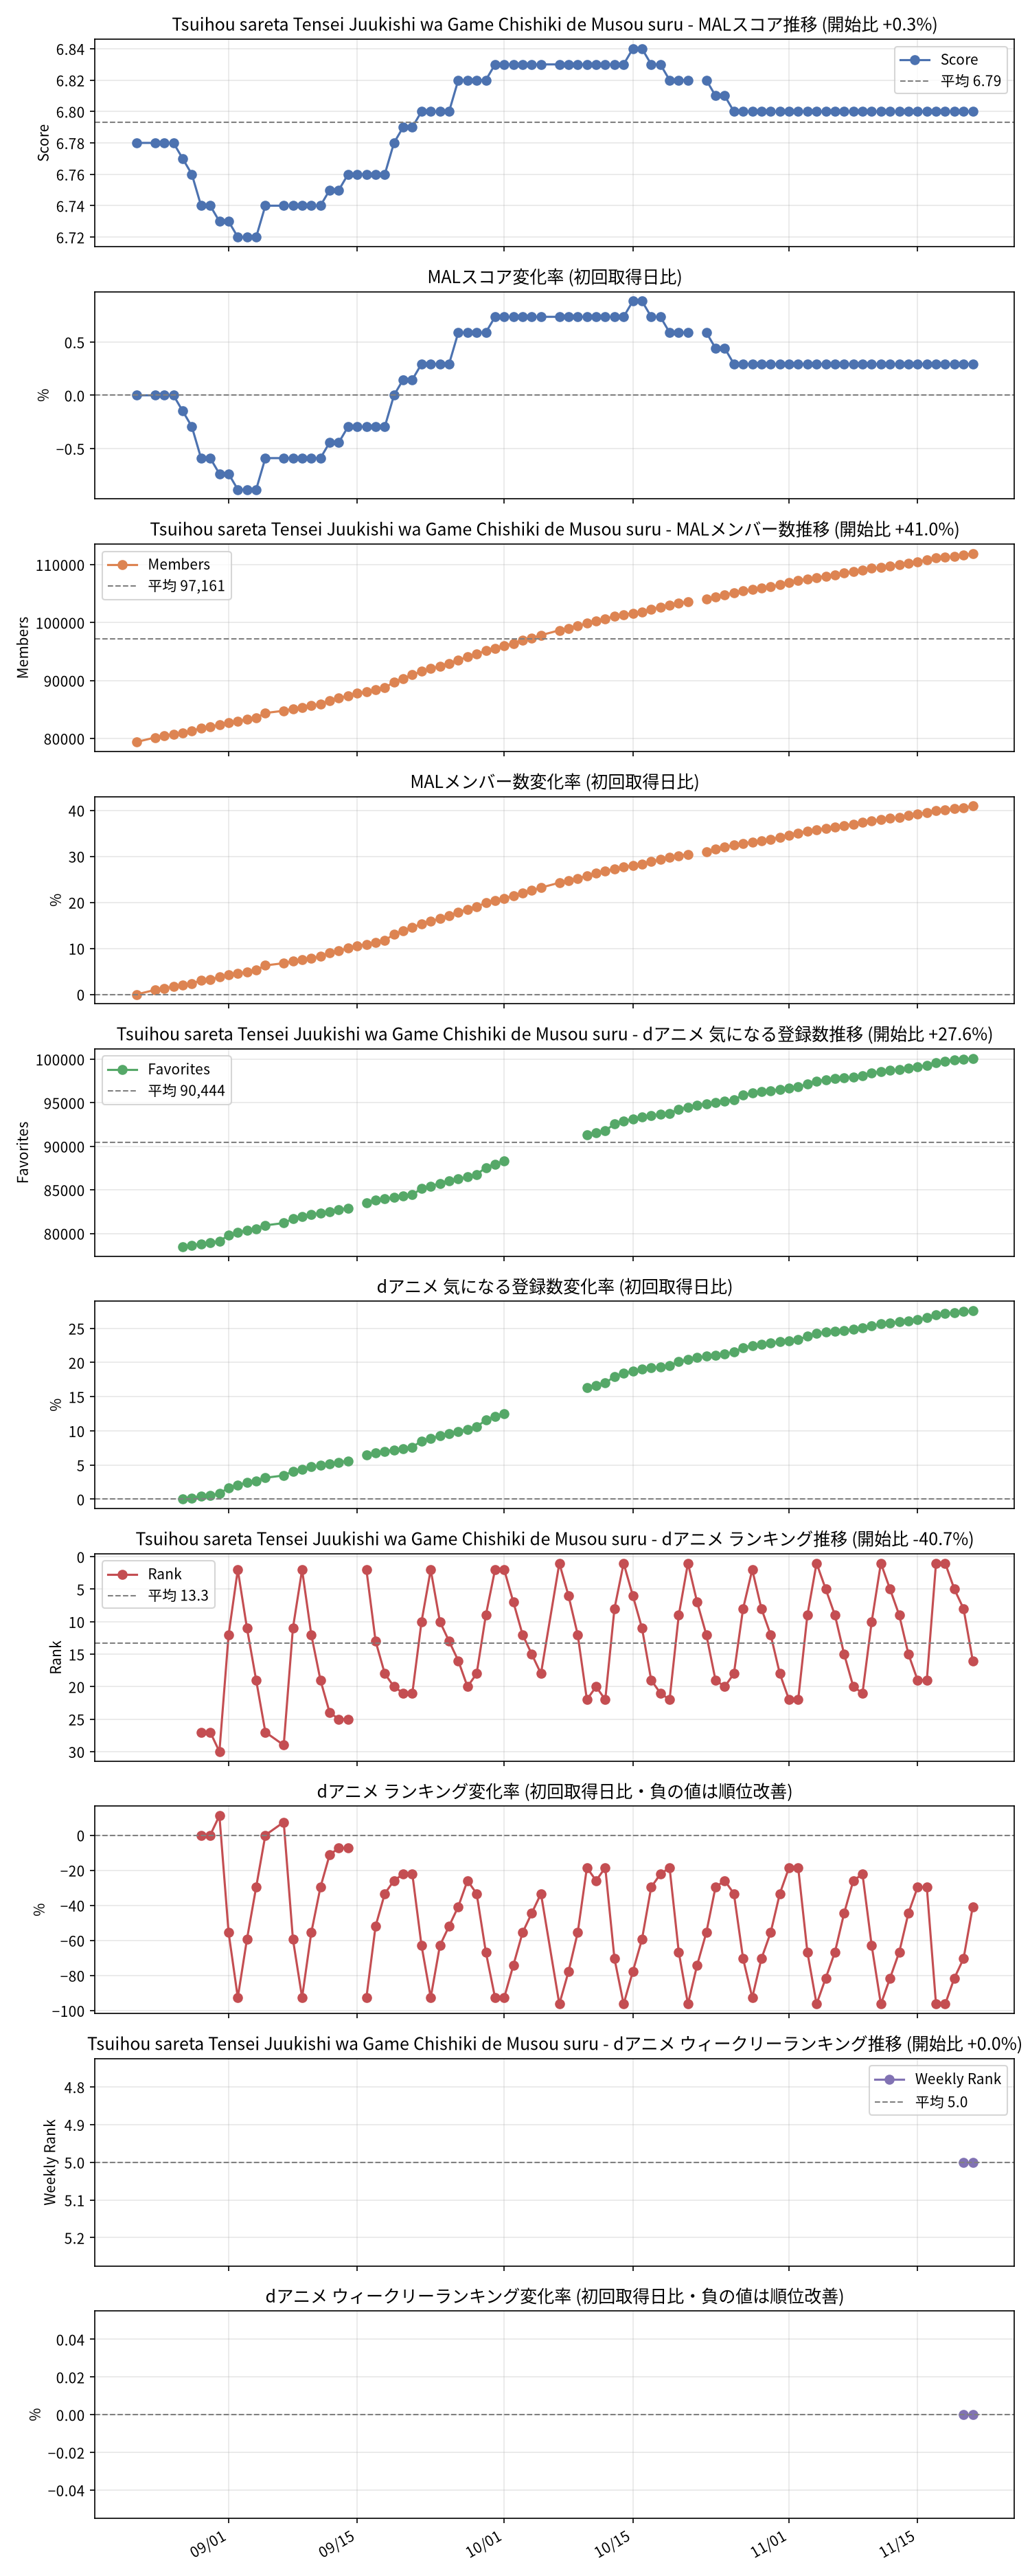 Tsuihou sareta Tensei Juukishi wa Game Chishiki de Musou suru - MALスコア推移 (開始比 +0.3%)
Score
6.84
6.82
6.80
6.78
6.76
6.74
6.72
Score
平均 6.79
MALスコア変化率 (初回取得日比)
%
0.5
0.0
−0.5
Tsuihou sareta Tensei Juukishi wa Game Chishiki de Musou suru - MALメンバー数推移 (開始比 +41.0%)
Members
110000
100000
90000
80000
Members
平均 97,161
MALメンバー数変化率 (初回取得日比)
%
40
30
20
10
0
Tsuihou sareta Tensei Juukishi wa Game Chishiki de Musou suru - dアニメ 気になる登録数推移 (開始比 +27.6%)
Favorites
100000
95000
90000
85000
80000
Favorites
平均 90,444
dアニメ 気になる登録数変化率 (初回取得日比)
%
25
20
15
10
5
0
Tsuihou sareta Tensei Juukishi wa Game Chishiki de Musou suru - dアニメ ランキング推移 (開始比 -40.7%)
Rank
0
5
10
15
20
25
30
Rank
平均 13.3
dアニメ ランキング変化率 (初回取得日比・負の値は順位改善)
%
0
−20
−40
−60
−80
−100
Tsuihou sareta Tensei Juukishi wa Game Chishiki de Musou suru - dアニメ ウィークリーランキング推移 (開始比 +0.0%)
Weekly Rank
4.8
4.9
5.0
5.1
5.2
Weekly Rank
平均 5.0
dアニメ ウィークリーランキング変化率 (初回取得日比・負の値は順位改善)
%
0.04
0.02
0.00
−0.02
−0.04
09/01
09/15
10/01
10/15
11/01
11/15